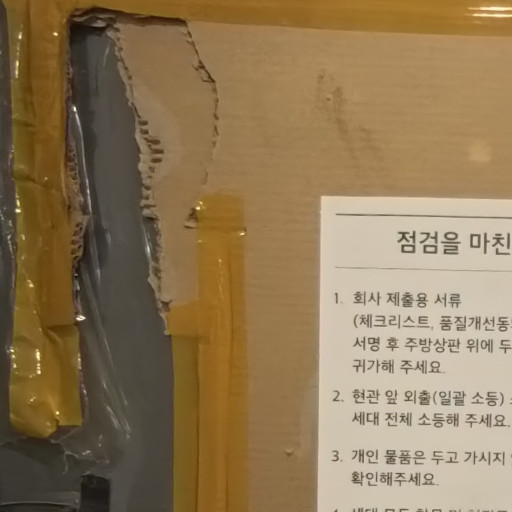 점검을 마친
1. 회사 제출용 서류
(체크리스트, 품질개선동
서명 후 주방상판 위에 두
귀가해 주세요.
2. 현관 앞 외출(일괄 소등)
세대 전체 소등해 주세요.
3. 개인 물품은 두고 가시지
확인해주세요.